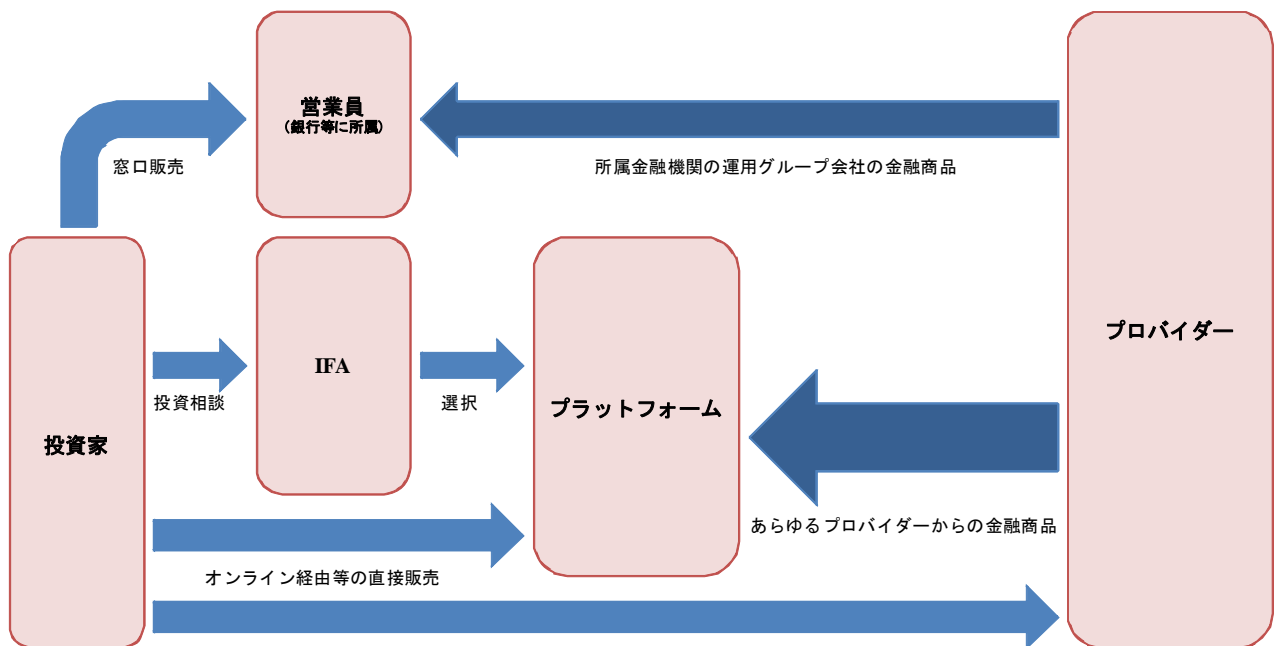 営業員
(銀行等に所属)
窓口販売
所属金融機関の運用グループ会社の金融商品
プロバイダー
IFA
投資相談
選択
プラットフォーム
投資家
あらゆるプロバイダーからの金融商品
オンライン経由等の直接販売